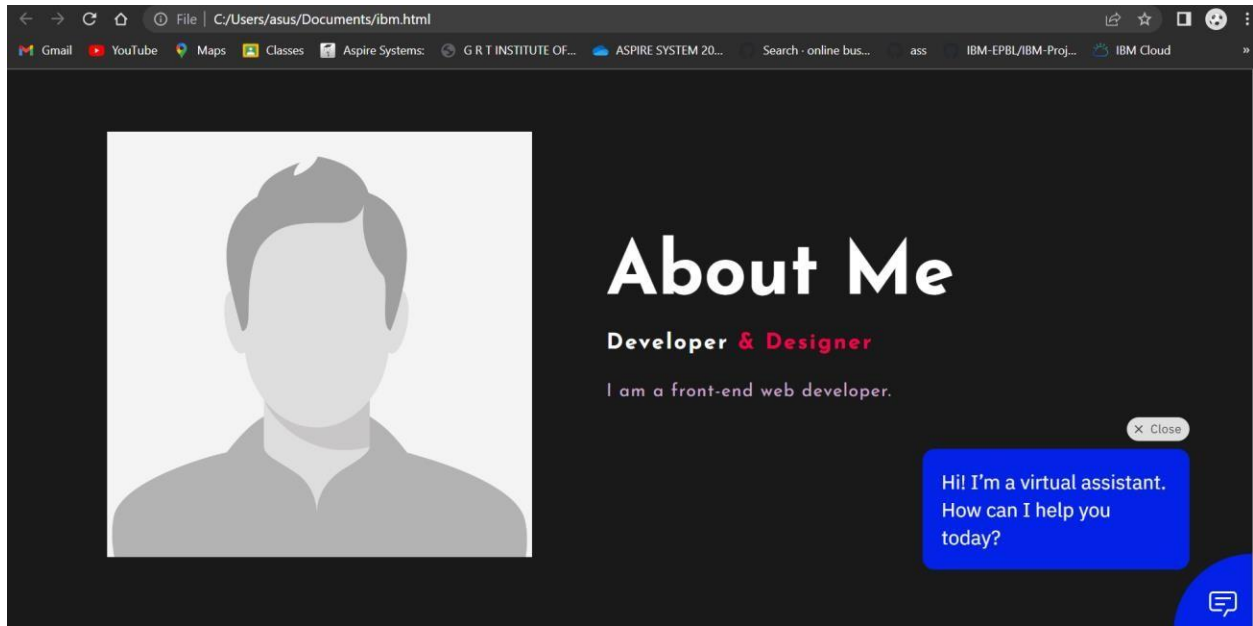 File | C:/Users/asus/Documents/ibm.html
Gmail YouTube Maps Classes Aspire Systems: G R T INSTITUTE OF... ASPIRE SYSTEM 20... Search · online bus... ass IBM-EPBL/IBM-Proj... IBM Cloud »
About Me
Developer & Designer
I am a front-end web developer.
× Close
Hi! I'm a virtual assistant.
How can I help you
today?